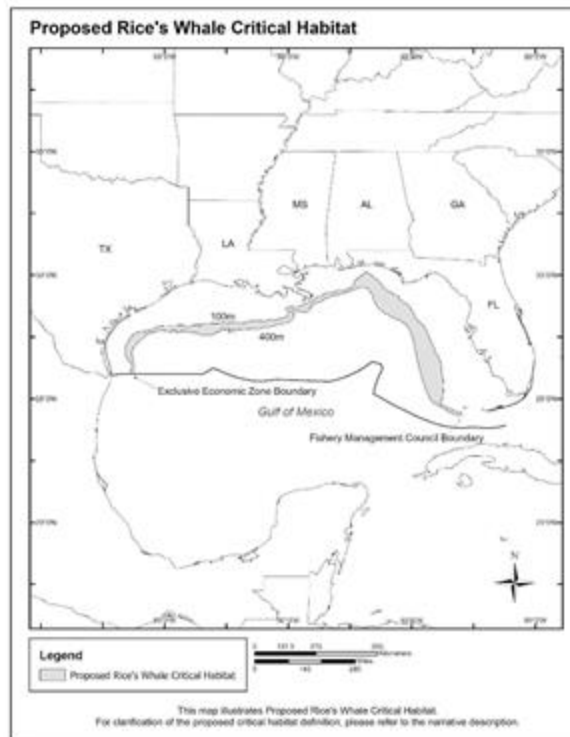 Proposed Rice's Whale Critical Habitat
MS
AL
GA
TX
LA
FL
100m
400m
Exclusive Economic Zone Boundary
Gulf of Mexico
Fishery Management Council Boundary
N
Legend
Proposed Rice's Whale Critical Habitat
Kilometers
Miles
This map illustrates Proposed Rice's Whale Critical Habitat.
For clarification of the proposed critical habitat definition, please refer to the narrative description.